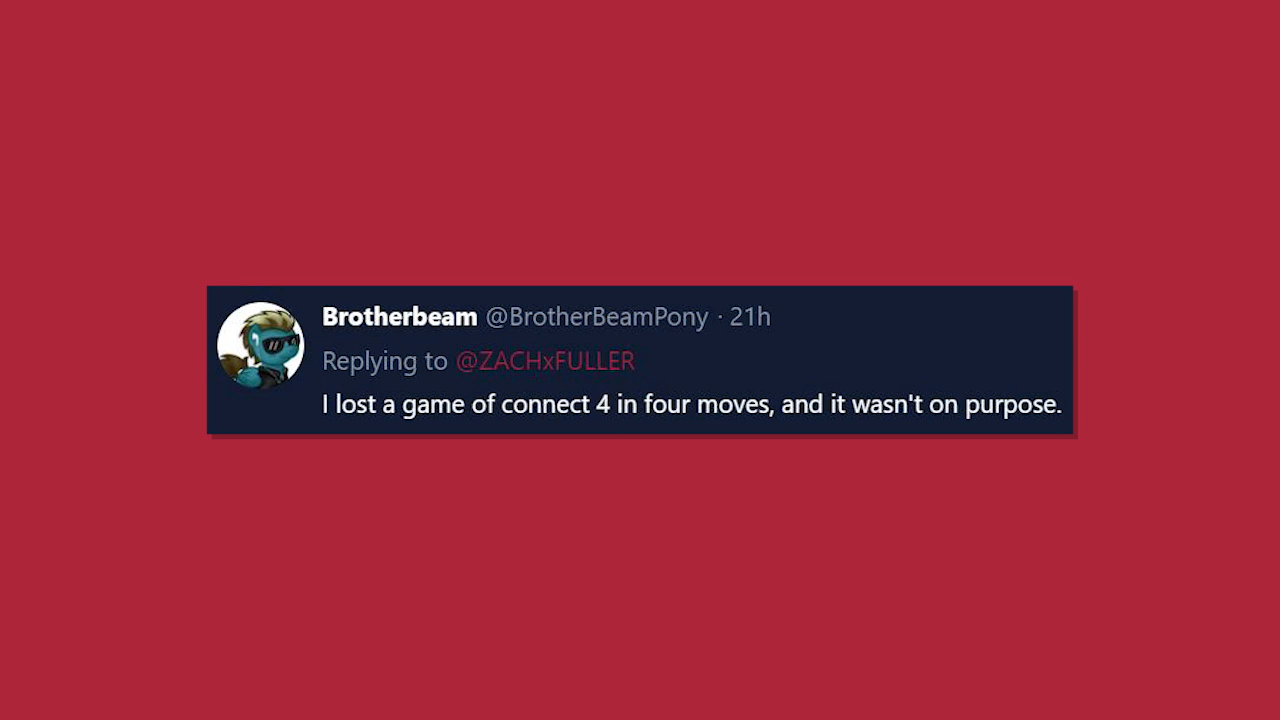 Brotherbeam @BrotherBeamPony · 21h
Replying to @ZACHxFULLER
I lost a game of connect 4 in four moves, and it wasn't on purpose.